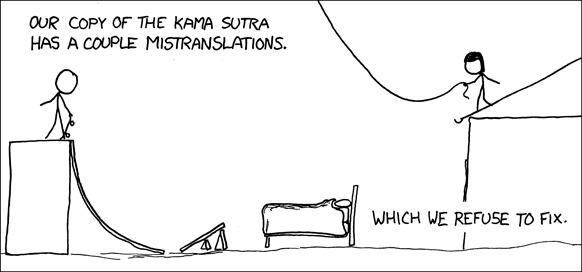 OUR COPY OF THE KAMA SUTRA
HAS A COUPLE MISTRANSLATIONS.
WHICH WE REFUSE TO FIX.